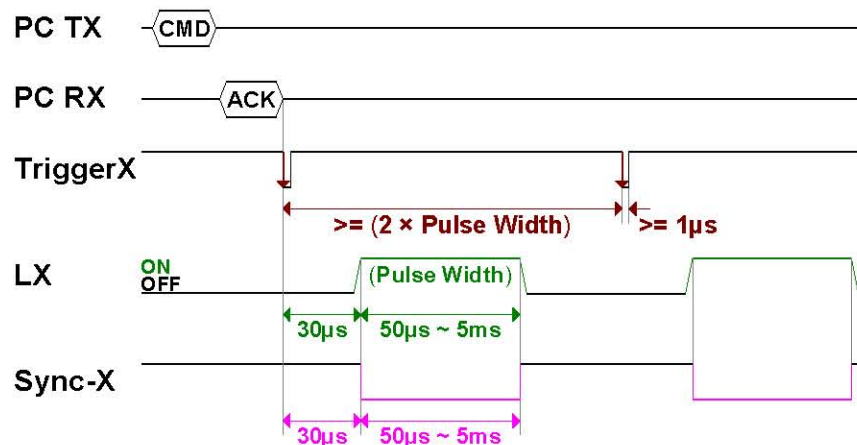 PC TX
CMD
PC RX
ACK
TriggerX
>= (2 × Pulse Width)
>= 1µs
LX
ON
OFF
(Pulse Width)
30µs
50µs ~ 5ms
Sync-X
30µs
50µs ~ 5ms